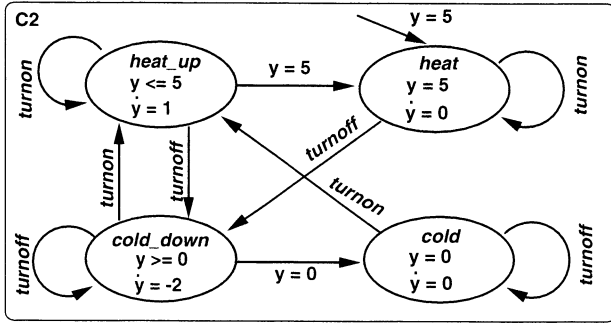 C2
y = 5
heat_up
y <= 5
ẏ = 1
y = 5
heat
y = 5
ẏ = 0
turnon
turnon
turnon
turnoff
turnoff
turnon
cold_down
y >= 0
ẏ = -2
y = 0
cold
y = 0
ẏ = 0
turnoff
turnoff